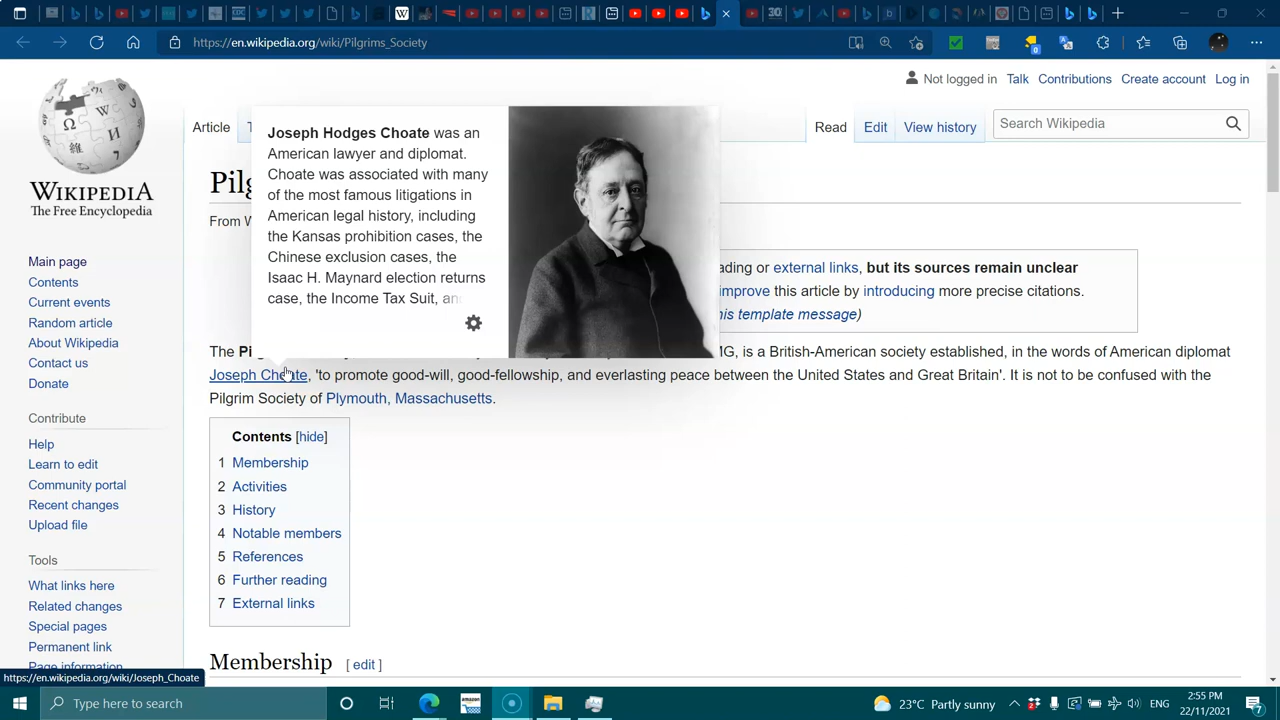 https://en.wikipedia.org/wiki/Pilgrims_Society
Not logged in Talk Contributions Create account Log in
Article
Read Edit View history
Search Wikipedia
WIKIPEDIA
The Free Encyclopedia
Main page
Contents
Current events
Random article
About Wikipedia
Contact us
Donate
Contribute
Help
Learn to edit
Community portal
Recent changes
Upload file
Tools
What links here
Related changes
Special pages
Permanent link
Page information
https://en.wikipedia.org/wiki/Joseph_Choate
Joseph Hodges Choate was an
American lawyer and diplomat.
Choate was associated with many
of the most famous litigations in
American legal history, including
the Kansas prohibition cases, the
Chinese exclusion cases, the
Isaac H. Maynard election returns
case, the Income Tax Suit, an
Pilg
From W
ading or external links, but its sources remain unclear
improve this article by introducing more precise citations.
his template message)
The Pilg MG, is a British-American society established, in the words of American diplomat
Joseph Choate, 'to promote good-will, good-fellowship, and everlasting peace between the United States and Great Britain'. It is not to be confused with the
Pilgrim Society of Plymouth, Massachusetts.
Contents [hide]
1 Membership
2 Activities
3 History
4 Notable members
5 References
6 Further reading
7 External links
Membership [ edit ]
Type here to search
23°C Partly sunny
ENG
2:55 PM
22/11/2021
7